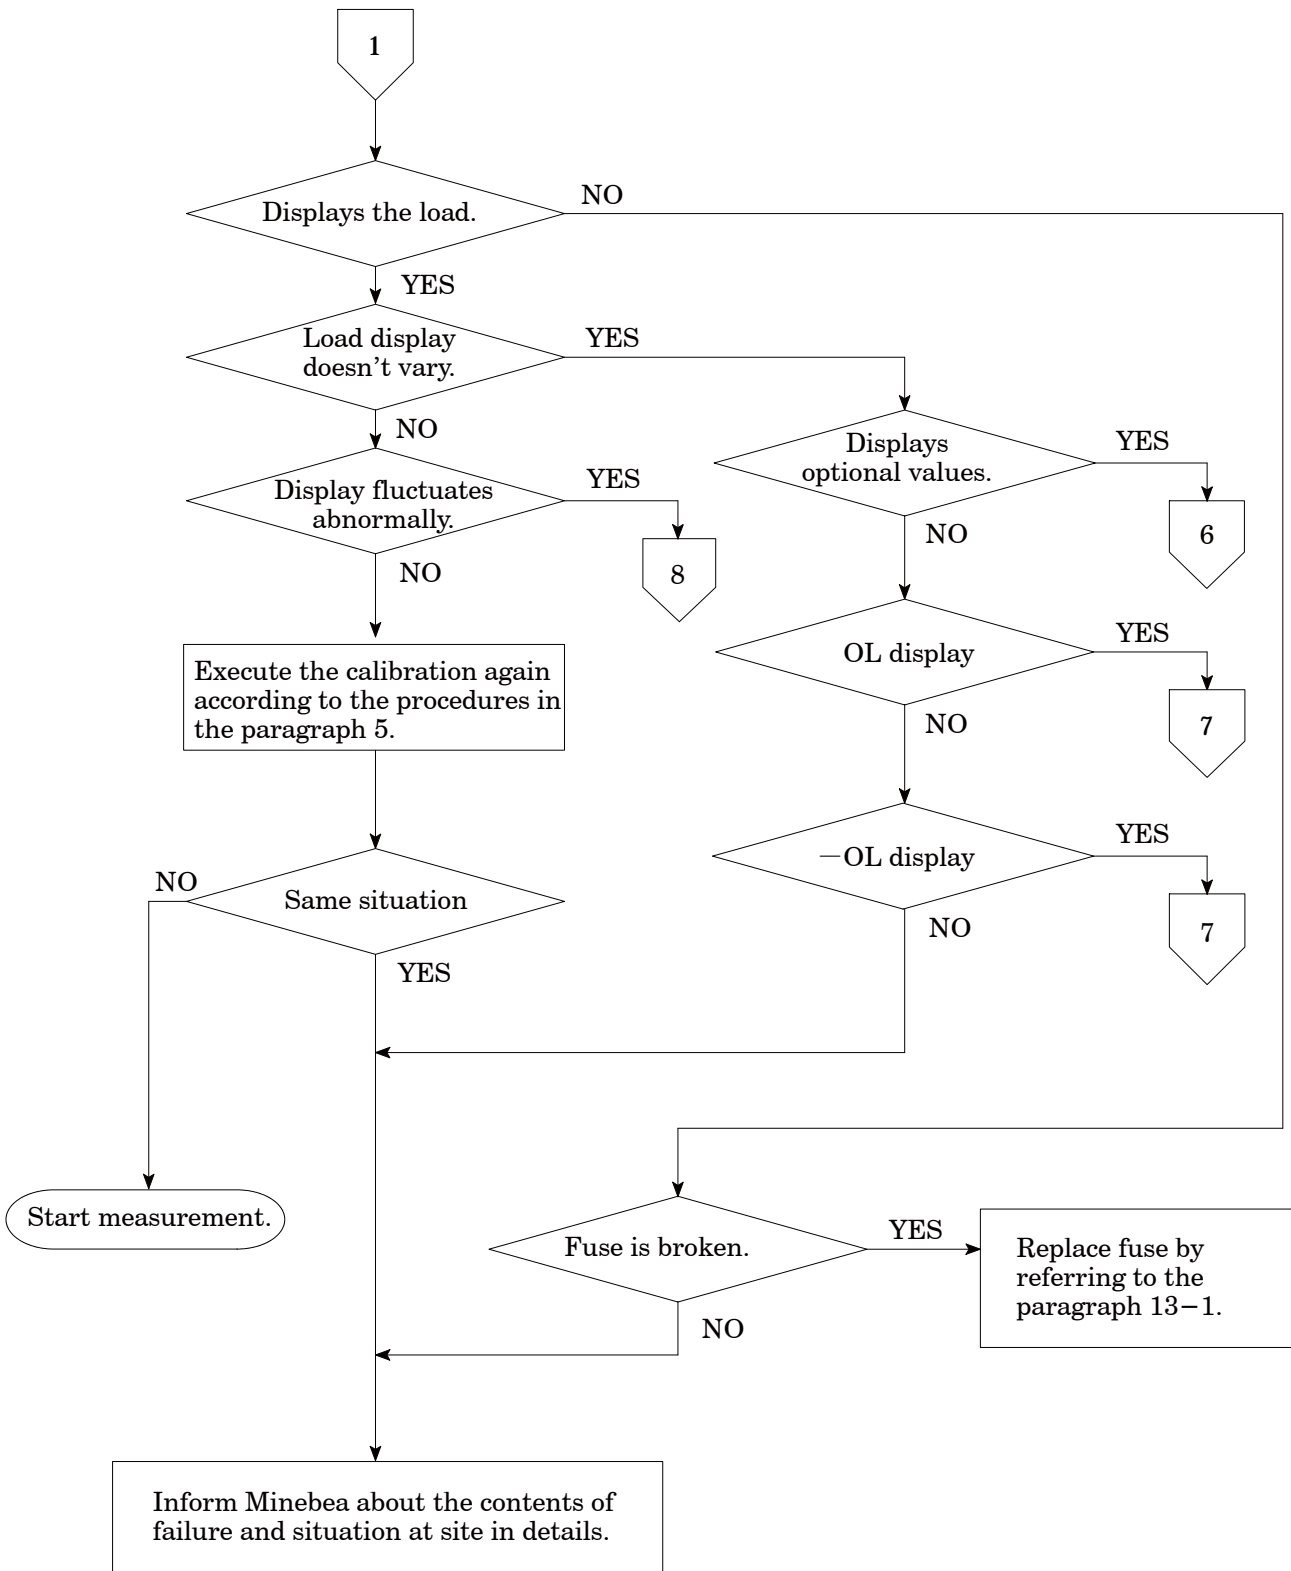 1
NO
Displays the load.
YES
Load display
doesn't vary.
YES
NO
Displays
optional values.
YES
6
NO
Display fluctuates
abnormally.
YES
8
NO
OL display
YES
7
NO
Execute the calibration again
according to the procedures in
the paragraph 5.
—OL display
YES
7
NO
NO
Same situation
YES
Start measurement.
Fuse is broken.
YES
NO
Replace fuse by
referring to the
paragraph 13−1.
Inform Minebea about the contents of
failure and situation at site in details.